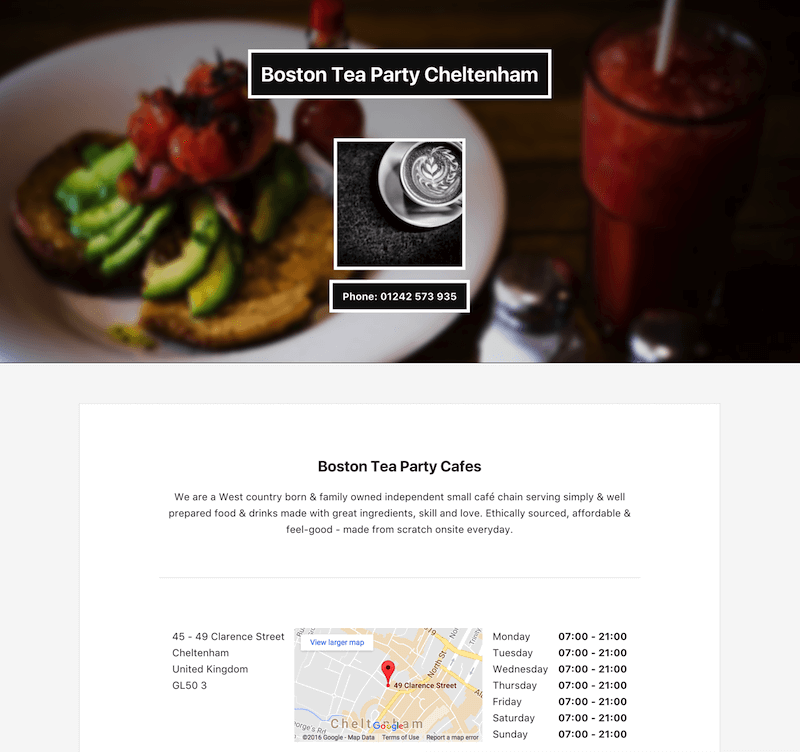 Boston Tea Party Cheltenham
Phone: 01242 573 935
Boston Tea Party Cafes
We are a West country born & family owned independent small café chain serving simply & well
prepared food & drinks made with great ingredients, skill and love. Ethically sourced, affordable &
feel-good - made from scratch onsite everyday.
45 - 49 Clarence Street
Cheltenham
United Kingdom
GL50 3
View larger map
North St
49 Clarence Street
Cheltenham
Google
©2016 Google - Map Data Terms of Use Report a map error
Monday 07:00 - 21:00
Tuesday 07:00 - 21:00
Wednesday 07:00 - 21:00
Thursday 07:00 - 21:00
Friday 07:00 - 21:00
Saturday 07:00 - 21:00
Sunday 07:00 - 21:00